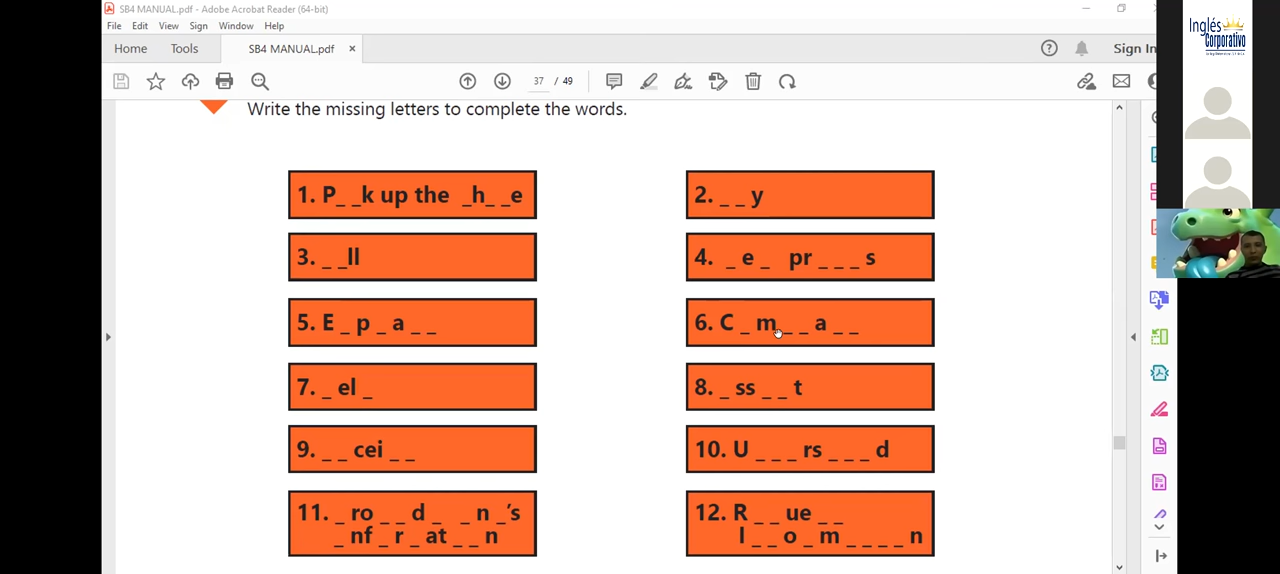 SB4 MANUAL.pdf - Adobe Acrobat Reader (64-bit)
File Edit View Sign Window Help
Home Tools SB4 MANUAL.pdf × Sign In
37 / 49
Write the missing letters to complete the words.
1. P_ _k up the _h_ _e
2. _ _ y
3. _ _ll
4. _ e _ pr _ _ _ s
5. E _ p _ a _ _
6. C _ m _ _ a _ _
7. _ el _
8. _ ss _ _ t
9. _ _ cei _ _
10. U _ _ _ rs _ _ _ d
11. _ ro _ _ d _ _ n _'s
_ nf _ r _ at _ _ n
12. R _ _ ue _ _
I _ _ o _ m _ _ _ _ n
Inglés
Corporativo